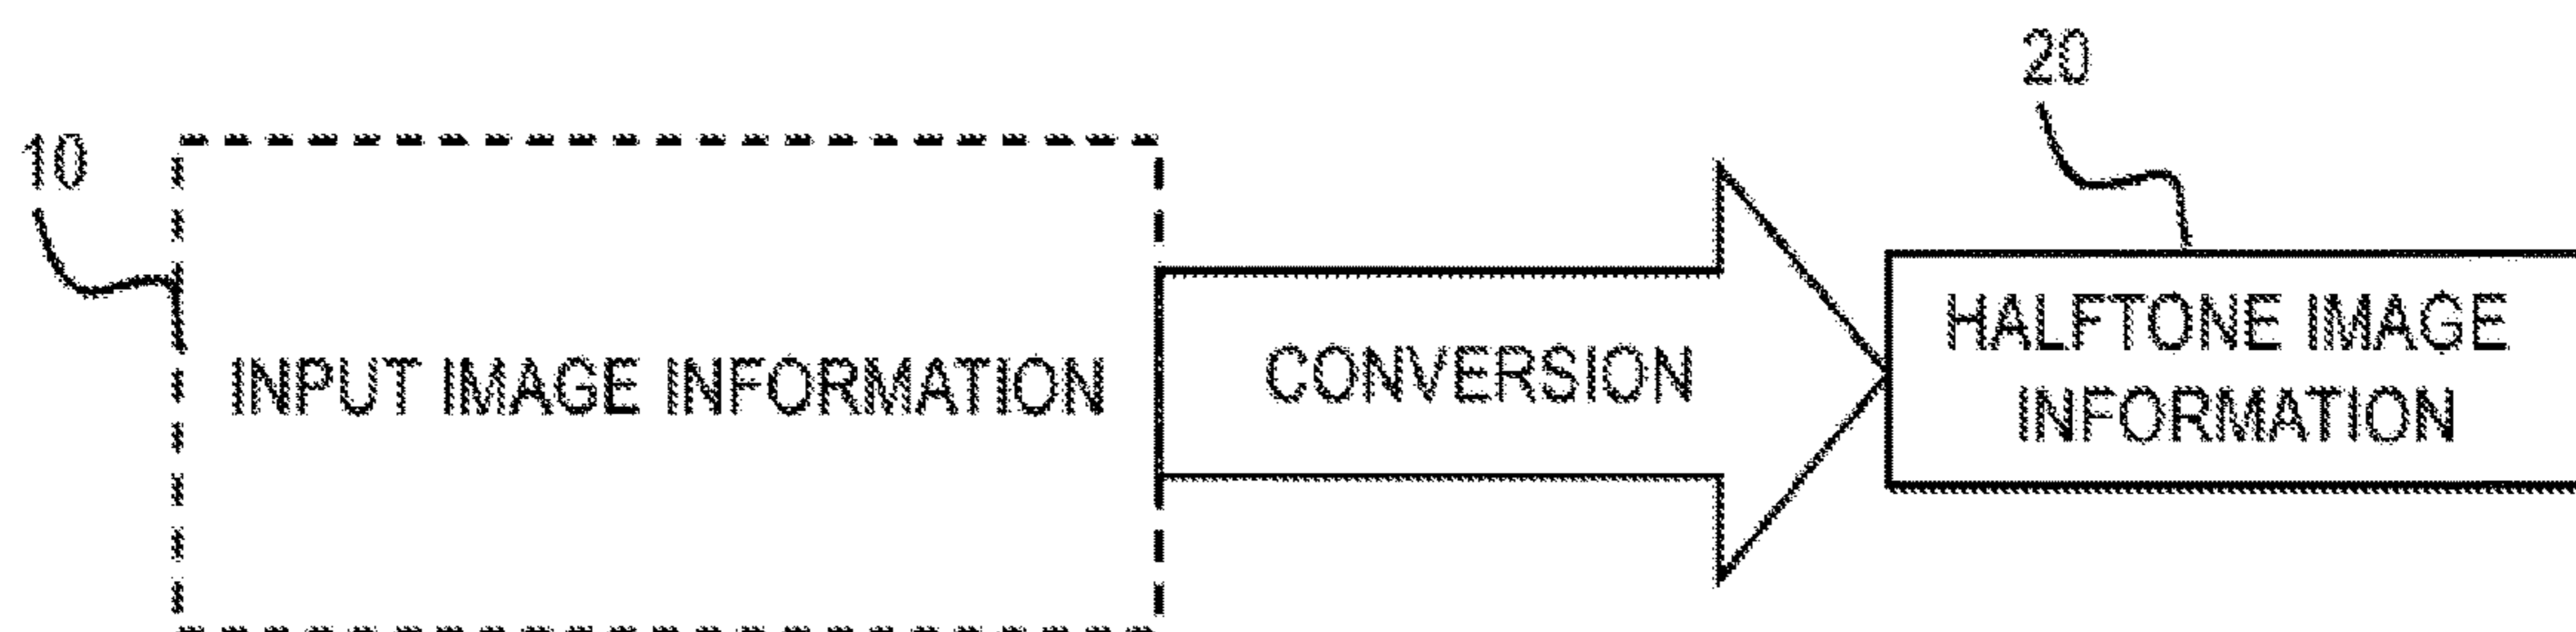 20
10
INPUT IMAGE INFORMATION
CONVERSION
HALFTONE IMAGE
INFORMATION